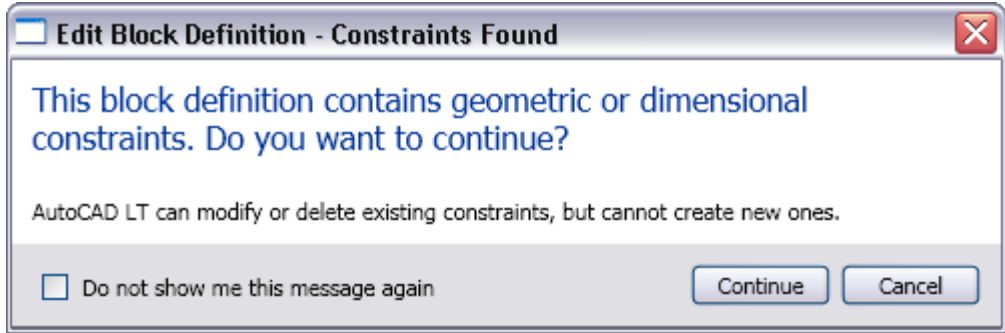 Edit Block Definition - Constraints Found
This block definition contains geometric or dimensional
constraints. Do you want to continue?
AutoCAD LT can modify or delete existing constraints, but cannot create new ones.
Do not show me this message again
Continue
Cancel